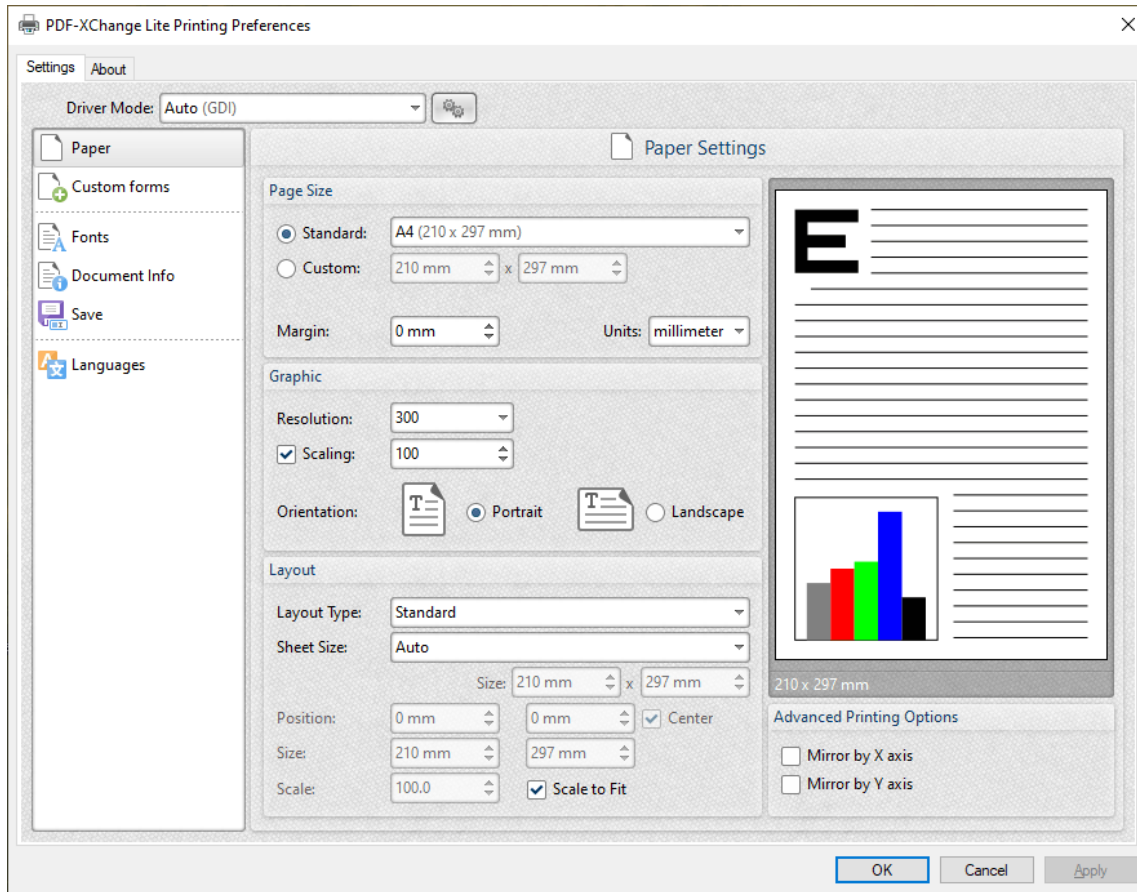 PDF-XChange Lite Printing Preferences
Settings About
Driver Mode: Auto (GDI)
Paper
Custom forms
Fonts
Document Info
Save
Languages
Paper Settings
Page Size
Standard: A4 (210 x 297 mm)
Custom: 210 mm x 297 mm
Margin: 0 mm Units: millimeter
Graphic
Resolution: 300
Scaling: 100
Orientation: T Portrait T Landscape
Layout
Layout Type: Standard
Sheet Size: Auto
Size: 210 mm x 297 mm
Position: 0 mm 0 mm Center
Size: 210 mm 297 mm
Scale: 100.0 Scale to Fit
E
210 x 297 mm
Advanced Printing Options
Mirror by X axis
Mirror by Y axis
OK Cancel Apply